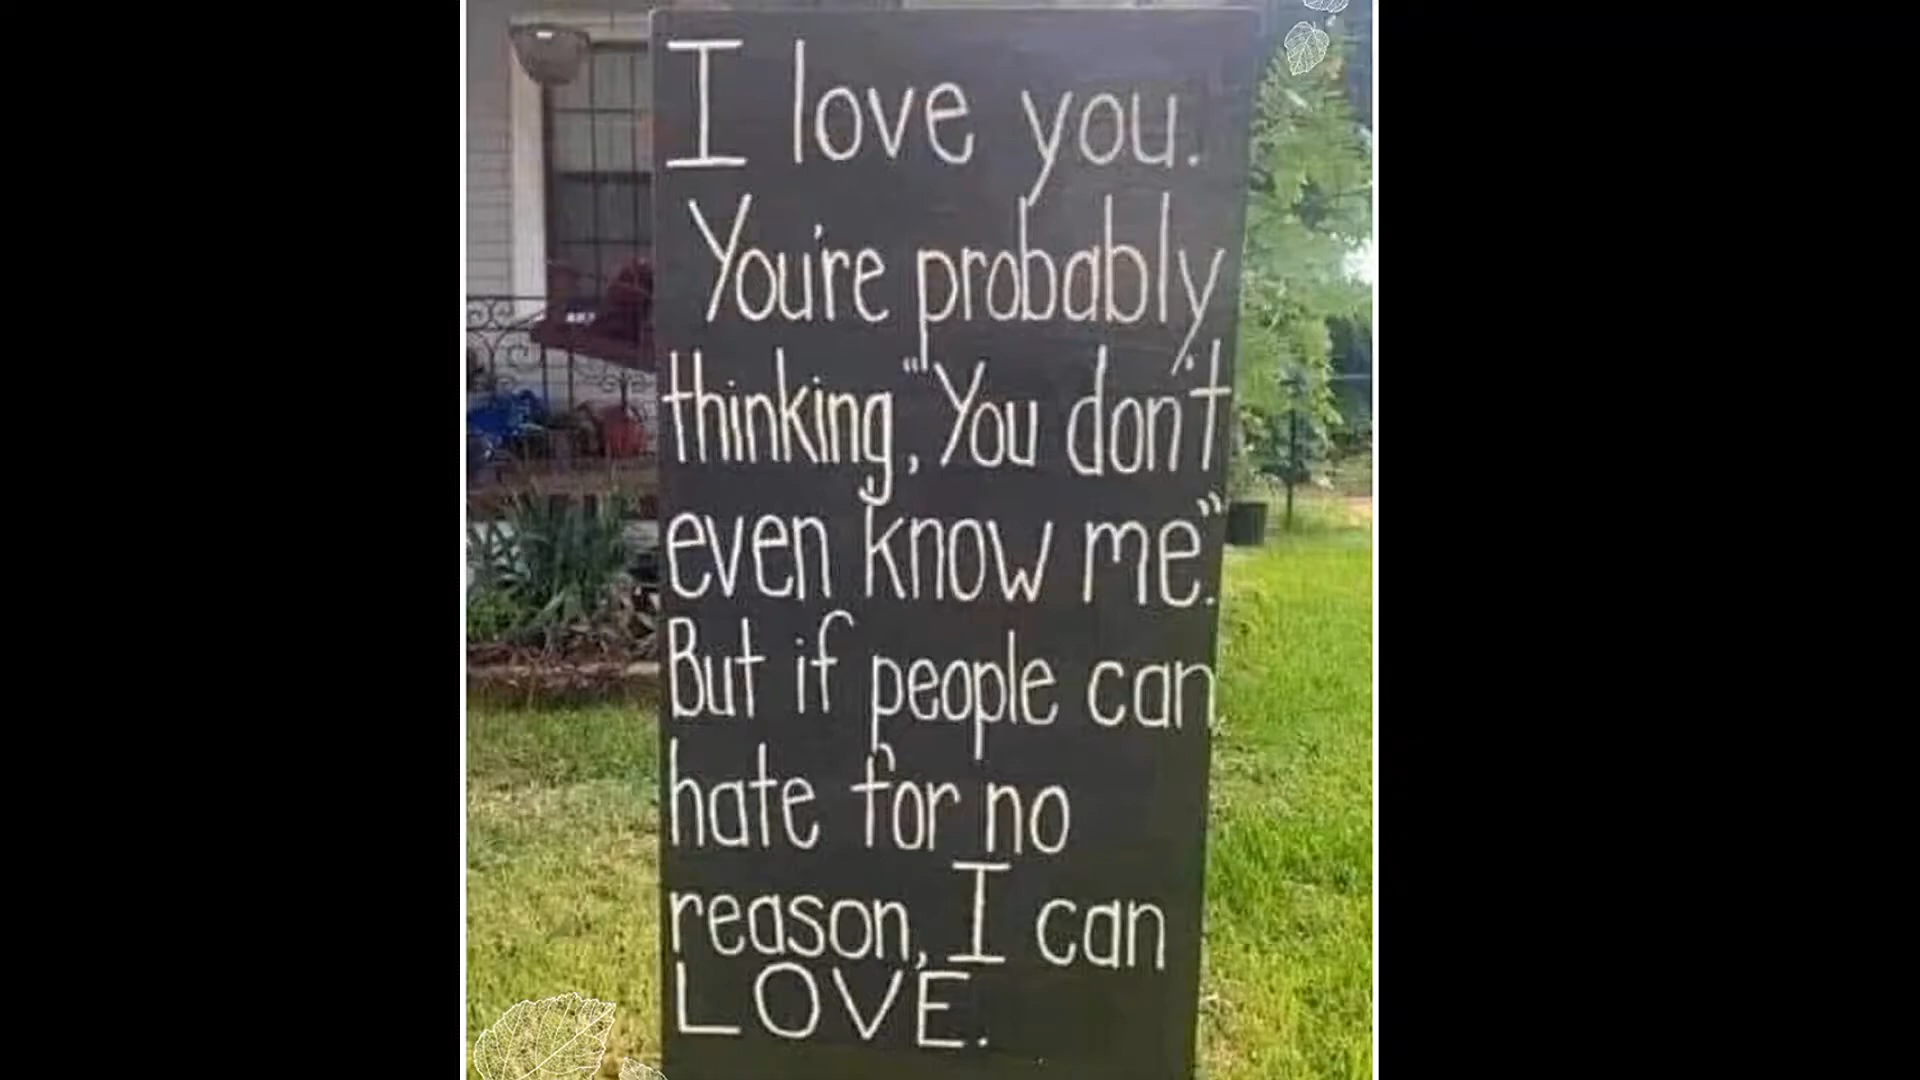 I love you.
You're probably
thinking, "You don't
even know me".
But if people can
hate for no
reason, I can
LOVE.